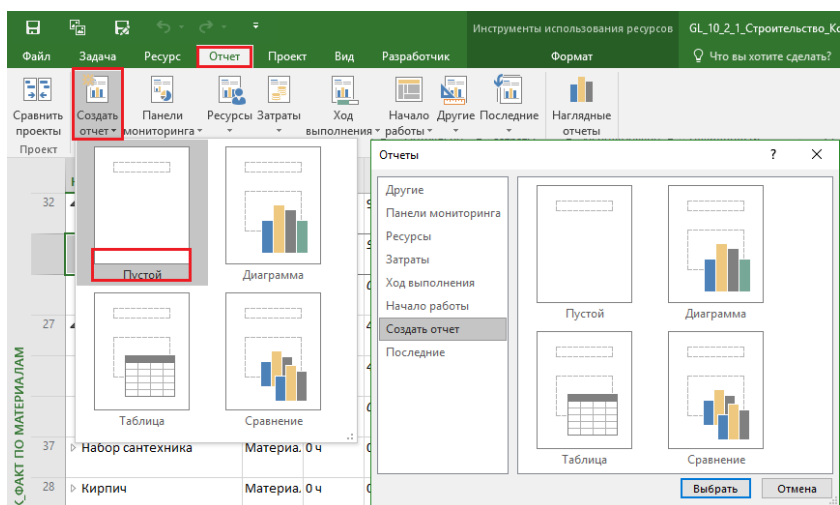 Инструменты использования ресурсов
GL_10_2_1_Строительство_Ко
Файл Задача Ресурс Отчет Проект Вид Разработчик Формат Что вы хотите сделать?
Сравнить проекты
Создать отчет
Панели мониторинга
Ресурсы
Затраты
Ход выполнения
Начало работы
Другие
Последние
Наглядные отчеты
Проект
Пустой
Диаграмма
Таблица
Сравнение
32
27
37 Набор сантехника Материа. 0 ч
28 Кирпич Материа. 0 ч
ФАКТ ПО МАТЕРИАЛАМ
Отчеты
? X
Другие
Панели мониторинга
Ресурсы
Затраты
Ход выполнения
Начало работы
Создать отчет
Последние
Пустой
Диаграмма
Таблица
Сравнение
Выбрать
Отмена